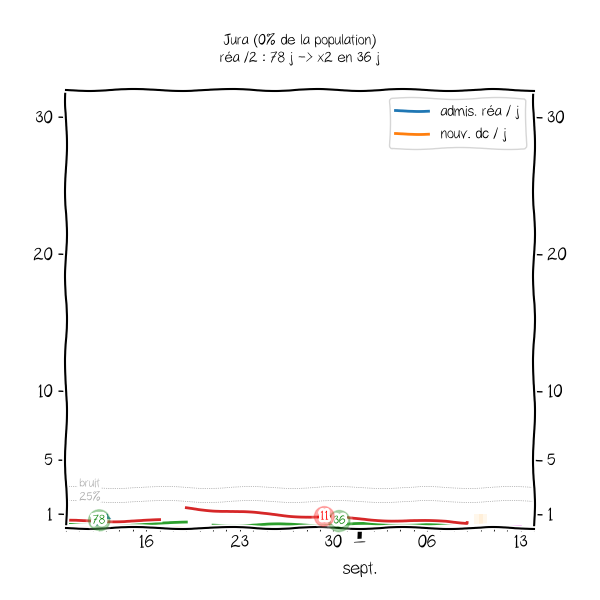 Jura (0% de la population)
réa /2 : 78 j -> x2 en 36 j
admis. réa / j
nouv. dc / j
30 30
20 20
10 10
5 5
bruit
25%
1 1
78 11 36
16 23 30 06 13
sept.